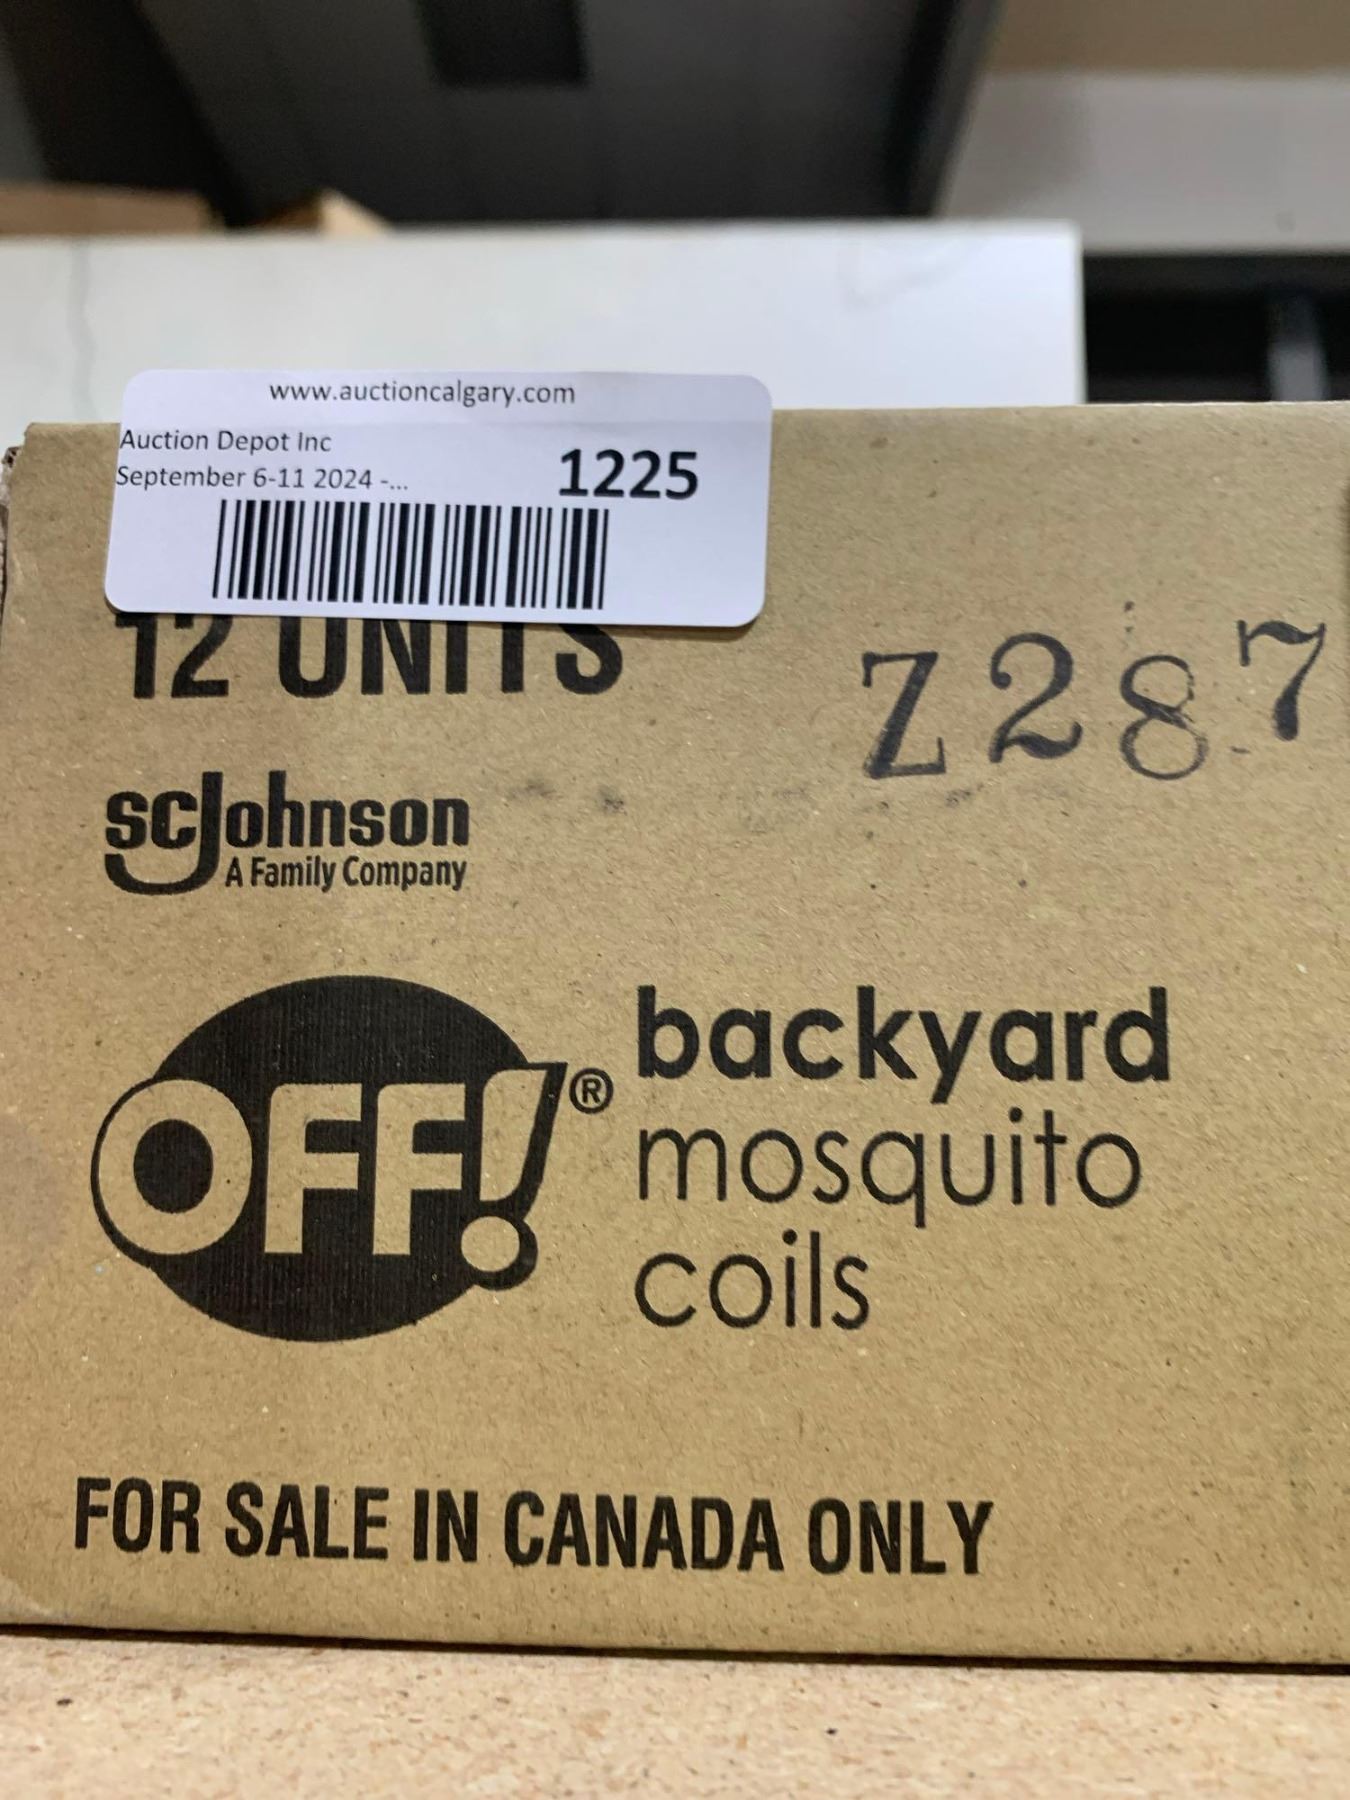 www.auctioncalgary.com
Auction Depot Inc
September 6-11 2024 -...
1225
12 UNITS
Z287
scJohnson
A Family Company
OFF!®
backyard
mosquito
coils
FOR SALE IN CANADA ONLY